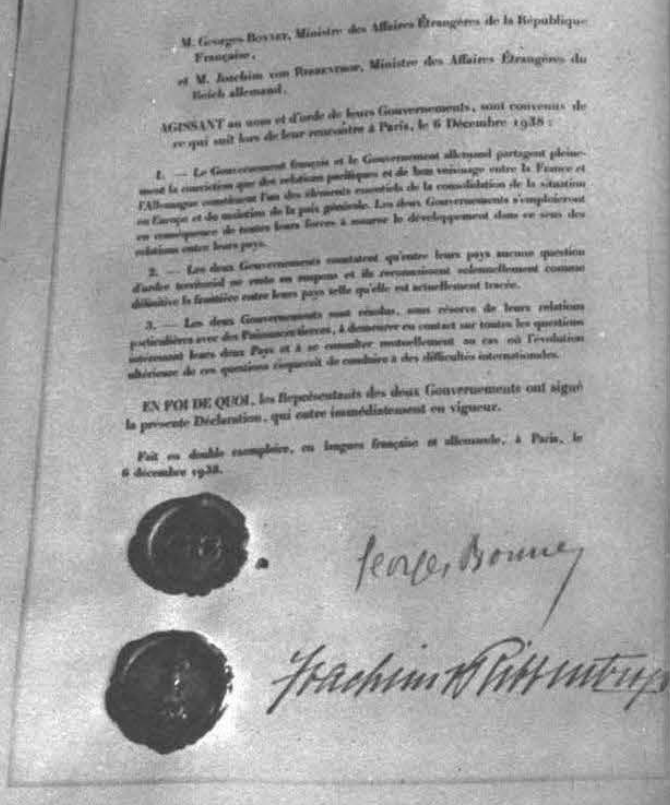 M. Georges BONNET, Ministre des Affaires Étrangères de la République
Française,
et M. Joachim von RIBBENTROP, Ministre des Affaires Étrangères du
Reich allemand,
AGISSANT au nom et d'orde de leurs Gouvernements, sont convenus de
ce qui suit lors de leur rencontre à Paris, le 6 Décembre 1938 :
1. — Le Gouvernement français et le Gouvernement allemand partagent pleine-
ment la conviction que des relations pacifiques et de bon voisinage entre la France et
l'Allemagne constituent l'un des éléments essentiels de la consolidation de la situation
en Europe et du maintien de la paix générale. Les deux Gouvernements s'emploieront
en conséquence de toutes leurs forces à assurer le développement dans ce sens des
relations entre leurs pays.
2. — Les deux Gouvernements constatent qu'entre leurs pays aucune question
d'ordre territorial ne reste en suspens et ils reconnaissent solennellement comme
définitive la frontière entre leurs pays telle qu'elle est actuellement tracée.
3. — Les deux Gouvernements sont résolus, sous réserve de leurs relations
particulières avec des Puissances tierces, à demeurer en contact sur toutes les questions
intéressant leurs deux Pays et à se consulter mutuellement au cas où l'évolution
ultérieure de ces questions risquerait de conduire à des difficultés internationales.
EN FOI DE QUOI, les Représentants des deux Gouvernements ont signé
la présente Déclaration, qui entre immédiatement en vigueur.
Fait en double exemplaire, en langues française et allemande, à Paris, le
6 décembre 1938.
Georges Bonnet
Joachim v Ribbentrop